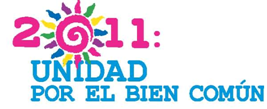 2011:
UNIDAD
POR EL BIEN COMÚN